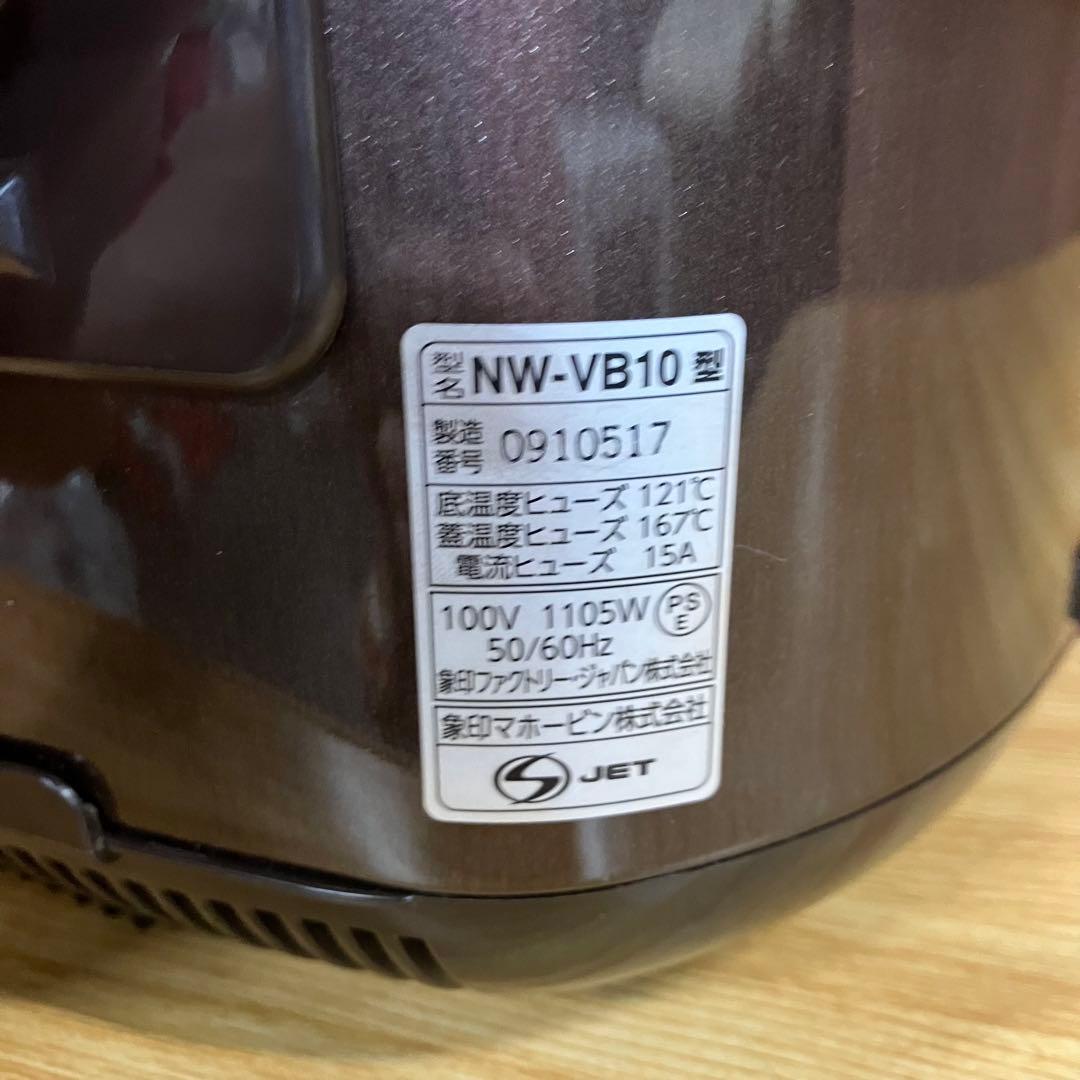 型名 NW-VB10 型
製造番号 0910517
底温度ヒューズ 121℃
蓋温度ヒューズ 167℃
電流ヒューズ 15A
100V 1105W PSE
50/60Hz
象印ファクトリー・ジャパン株式会社
象印マホービン株式会社
S JET